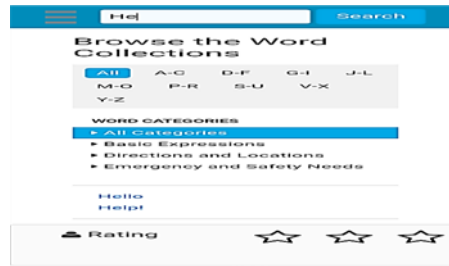 He
Search
Browse the Word
Collections
All A-C D-F G-I J-L
M-O P-R S-U V-X
Y-Z
WORD CATEGORIES
All Categories
Basic Expressions
Directions and Locations
Emergency and Safety Needs
Hello
Help!
Rating